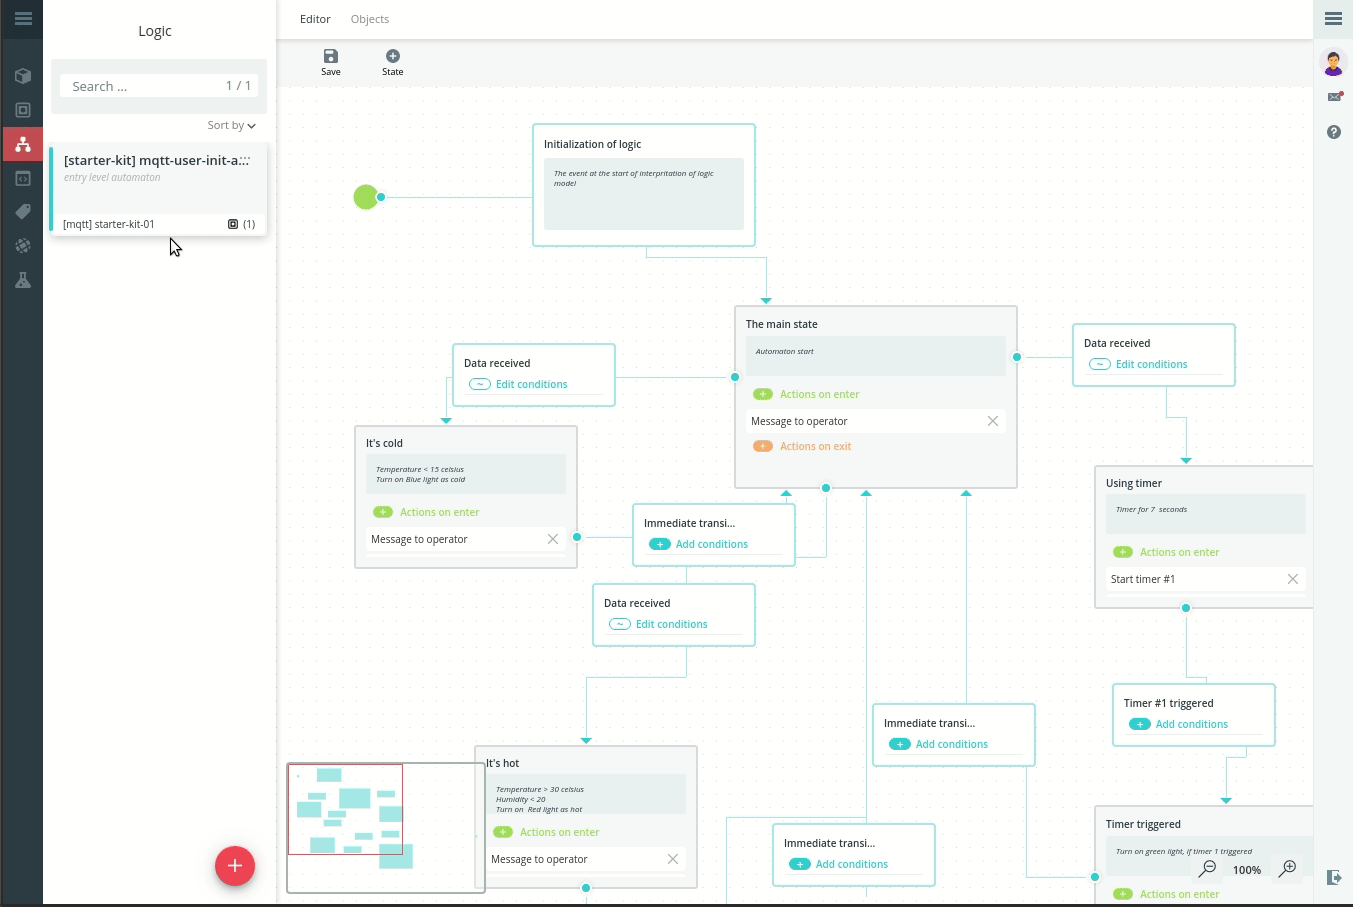 Logic
Search ...
1 / 1
Sort by
[starter-kit] mqtt-user-init-a...
entry level automaton
[mqtt] starter-kit-01
(1)
Editor
Objects
Save
State
Initialization of logic
The event at the start of interpritation of logic
model
The main state
Automaton start
Actions on enter
Message to operator
Actions on exit
Data received
Edit conditions
Data received
Edit conditions
It's cold
Temperature < 15 celsius
Turn on Blue light as cold
Actions on enter
Message to operator
Immediate transi...
Add conditions
Using timer
Timer for 7 seconds
Actions on enter
Start timer #1
Data received
Edit conditions
Immediate transi...
Add conditions
Timer #1 triggered
Add conditions
It's hot
Temperature > 30 celsius
Humidity < 20
Turn on Red light as hot
Actions on enter
Message to operator
Immediate transi...
Add conditions
Timer triggered
Turn on green light, if timer 1 triggered
100%
Actions on enter